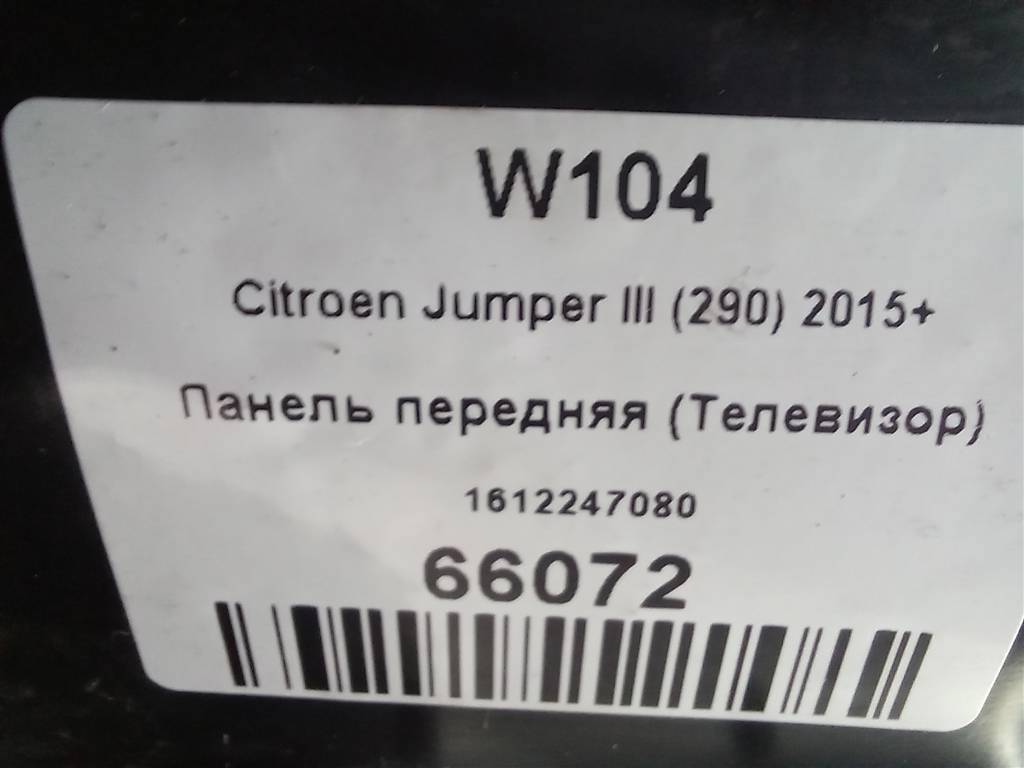 W104
Citroen Jumper III (290) 2015+
Панель передняя (Телевизор)
1612247080
66072